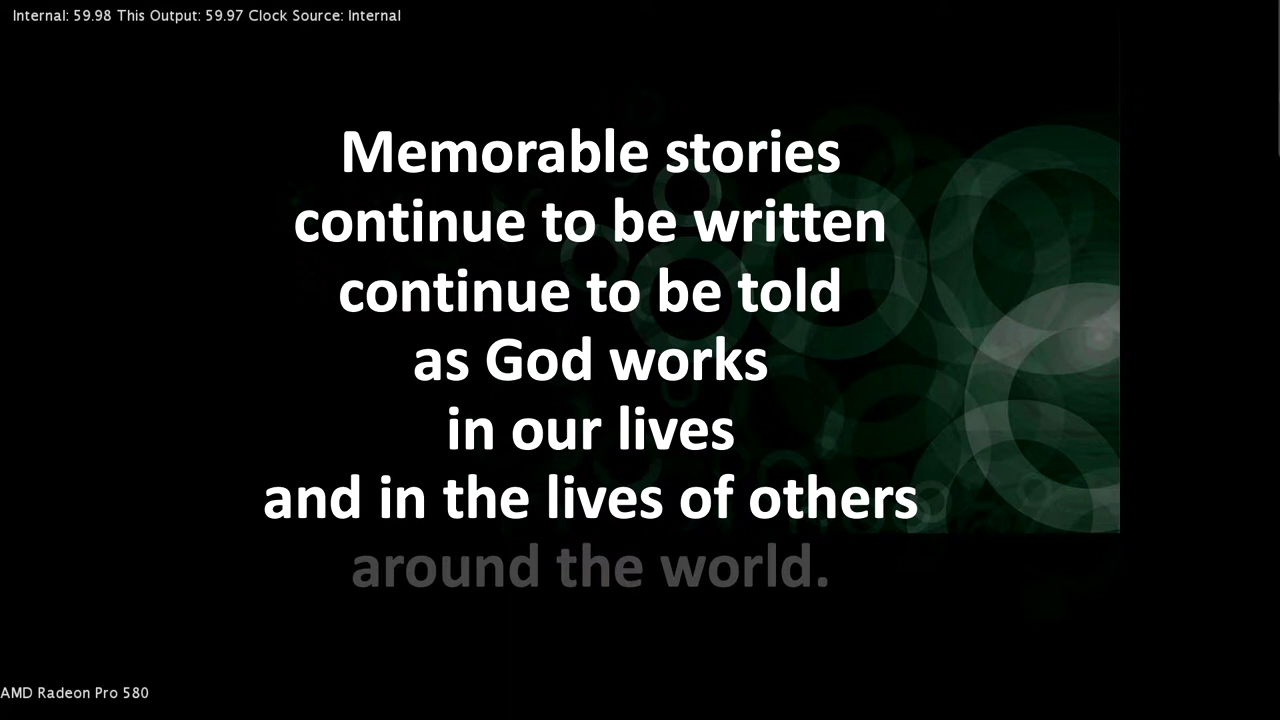 Internal: 59.98 This Output: 59.97 Clock Source: Internal
Memorable stories
continue to be written
continue to be told
as God works
in our lives
and in the lives of others
around the world.
AMD Radeon Pro 580